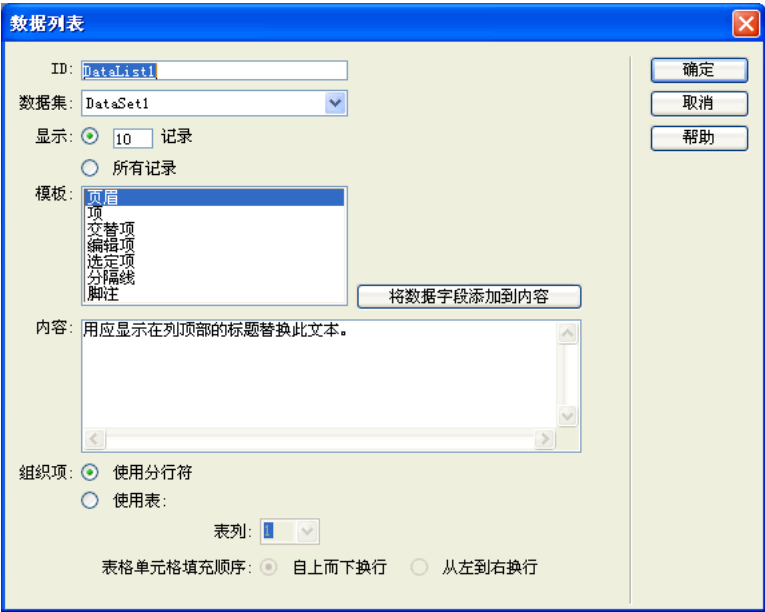 数据列表
ID: DataList1
确定
数据集: DataSet1
取消
显示: 10 记录
帮助
所有记录
模板: 页眉
项
交替项
编辑项
选定项
分隔线
脚注
将数据字段添加到内容
内容: 用应显示在列顶部的标题替换此文本。
组织项: 使用分行符
使用表:
表列: 1
表格单元格填充顺序: 自上而下换行 从左到右换行